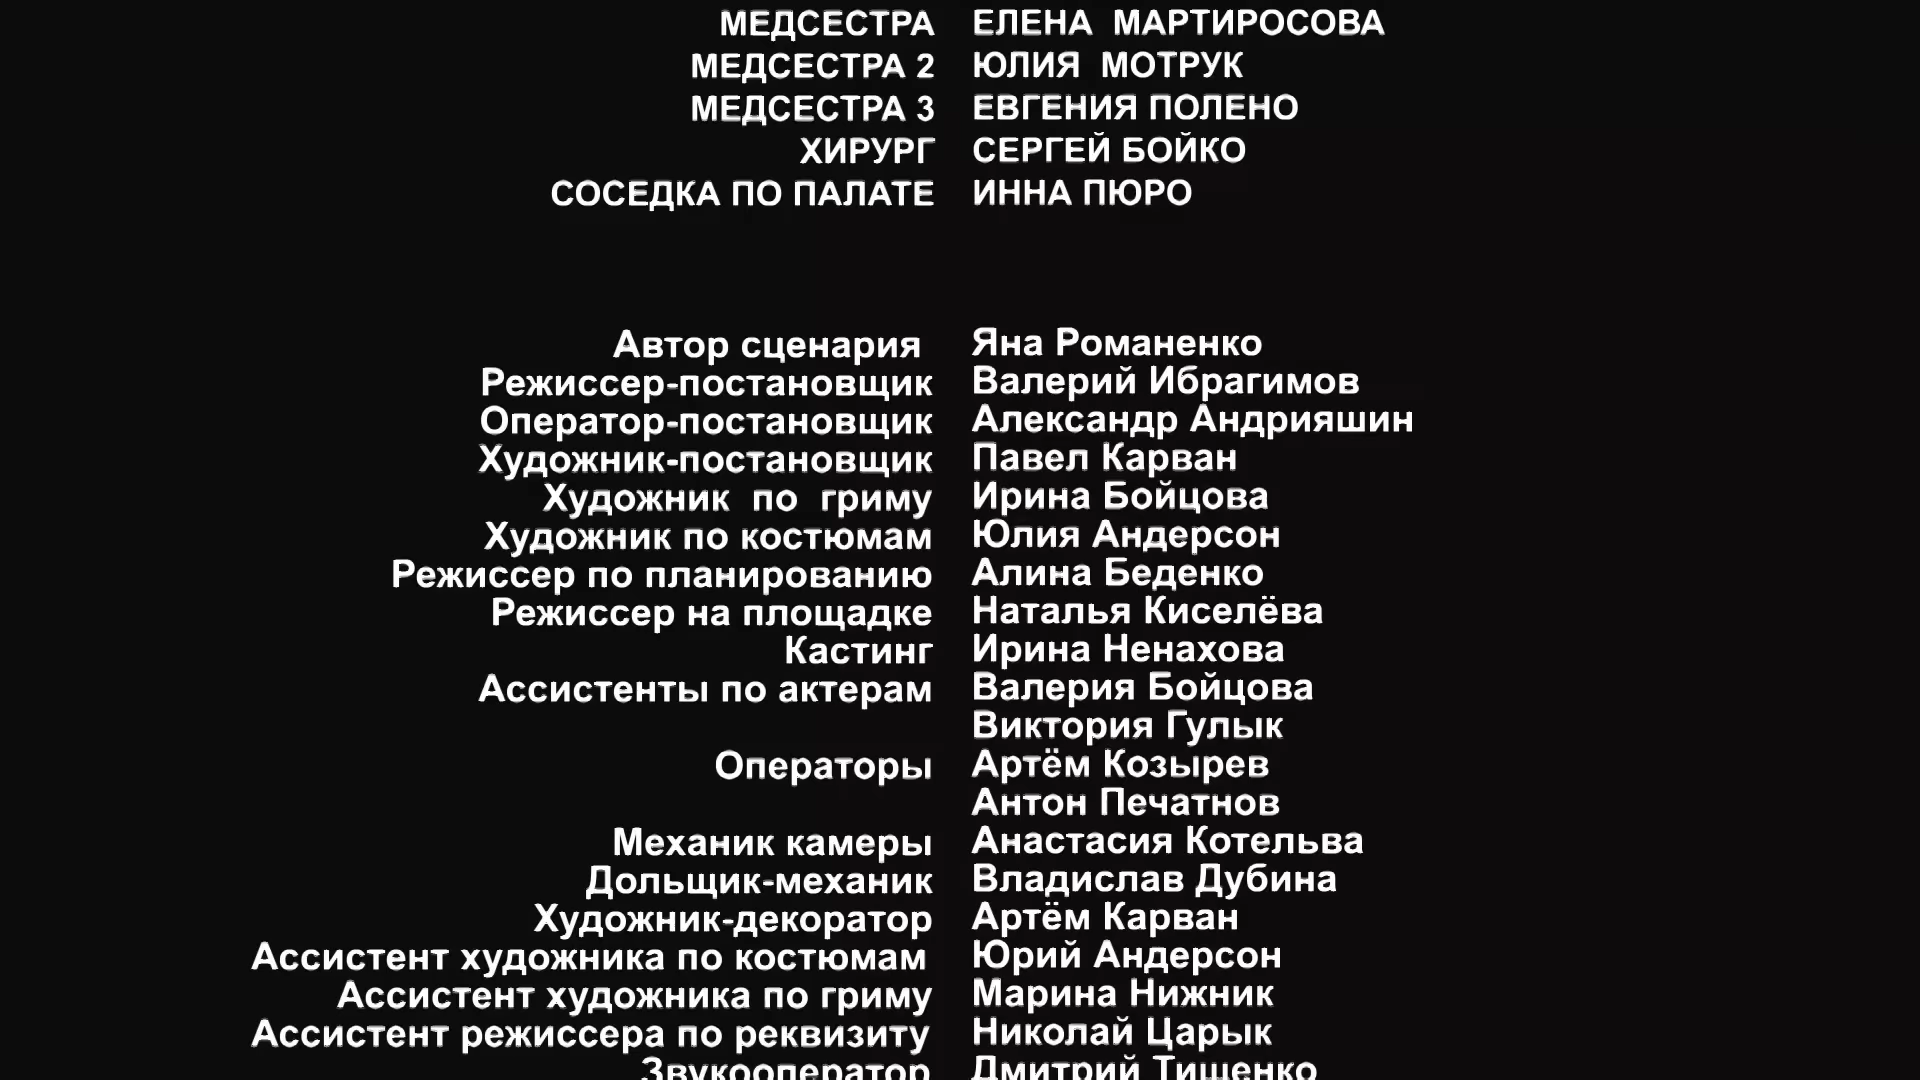 МЕДСЕСТРА ЕЛЕНА МАРТИРОСОВА
МЕДСЕСТРА 2 ЮЛИЯ МОТРУК
МЕДСЕСТРА 3 ЕВГЕНИЯ ПОЛЕНО
ХИРУРГ СЕРГЕЙ БОЙКО
СОСЕДКА ПО ПАЛАТЕ ИННА ПЮРО
Автор сценария Яна Романенко
Режиссер-постановщик Валерий Ибрагимов
Оператор-постановщик Александр Андрияшин
Художник-постановщик Павел Карван
Художник по гриму Ирина Бойцова
Художник по костюмам Юлия Андерсон
Режиссер по планированию Алина Беденко
Режиссер на площадке Наталья Киселёва
Кастинг Ирина Ненахова
Ассистенты по актерам Валерия Бойцова
Виктория Гулык
Операторы Артём Козырев
Антон Печатнов
Механик камеры Анастасия Котельва
Дольщик-механик Владислав Дубина
Художник-декоратор Артём Карван
Ассистент художника по костюмам Юрий Андерсон
Ассистент художника по гриму Марина Нижник
Ассистент режиссера по реквизиту Николай Царык
Звукооператор Дмитрий Тищенко